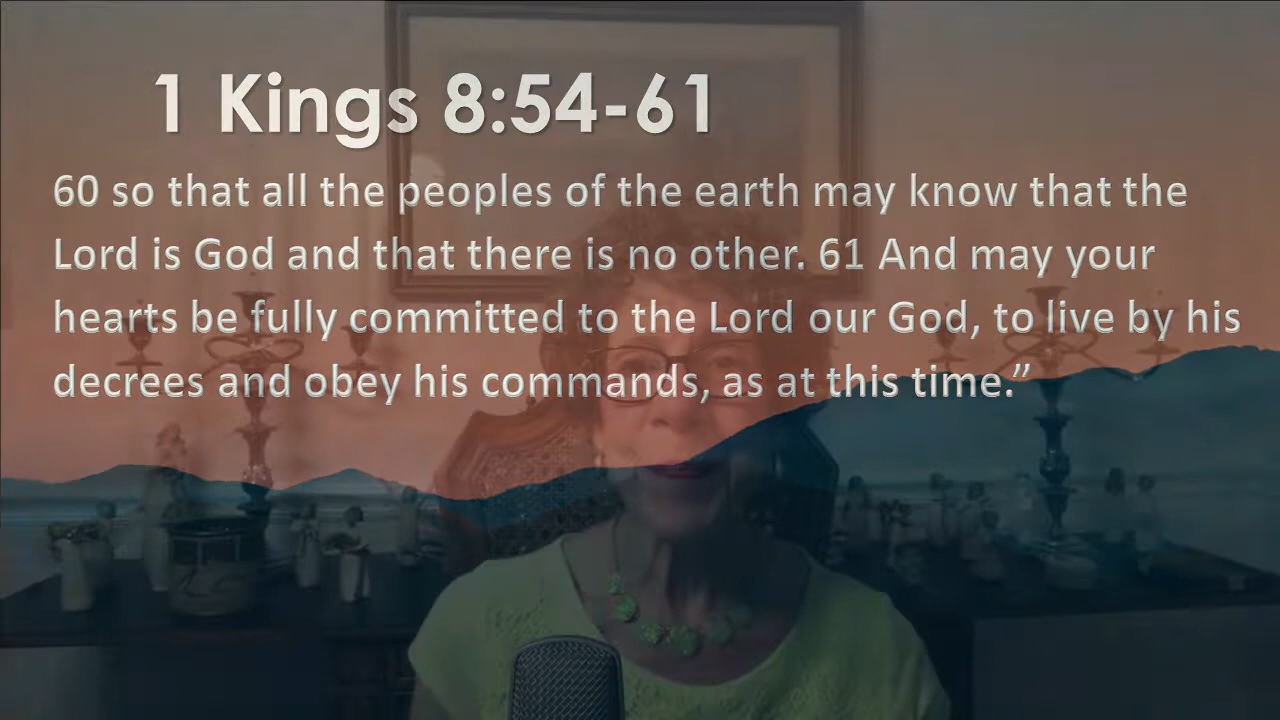 1 Kings 8:54-61
60 so that all the peoples of the earth may know that the
Lord is God and that there is no other. 61 And may your
hearts be fully committed to the Lord our God, to live by his
decrees and obey his commands, as at this time.”